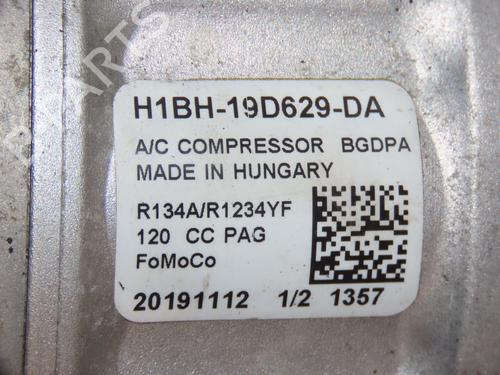 H1BH-19D629-DA
A/C COMPRESSOR BGDPA
MADE IN HUNGARY
R134A/R1234YF
120 CC PAG
FoMoCo
20191112 1/2 1357